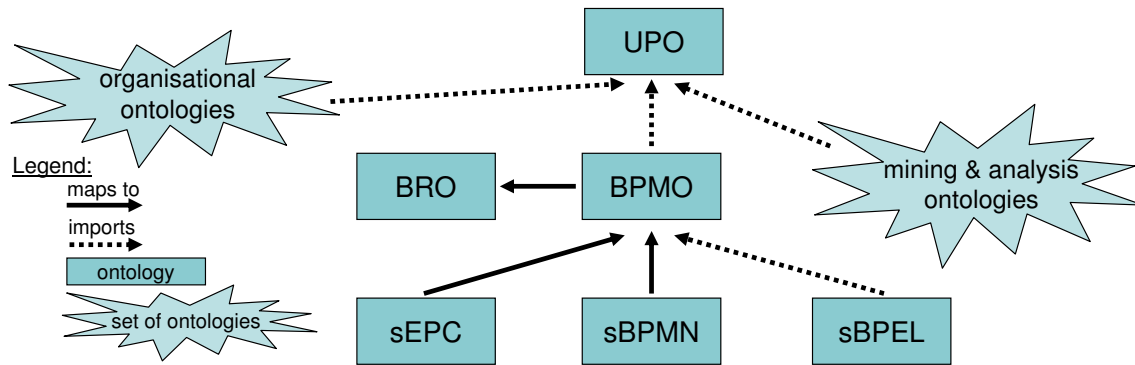 UPO
organisational
ontologies
Legend:
maps to
imports
ontology
set of ontologies
BRO
BPMO
mining & analysis
ontologies
sEPC
sBPMN
sBPEL